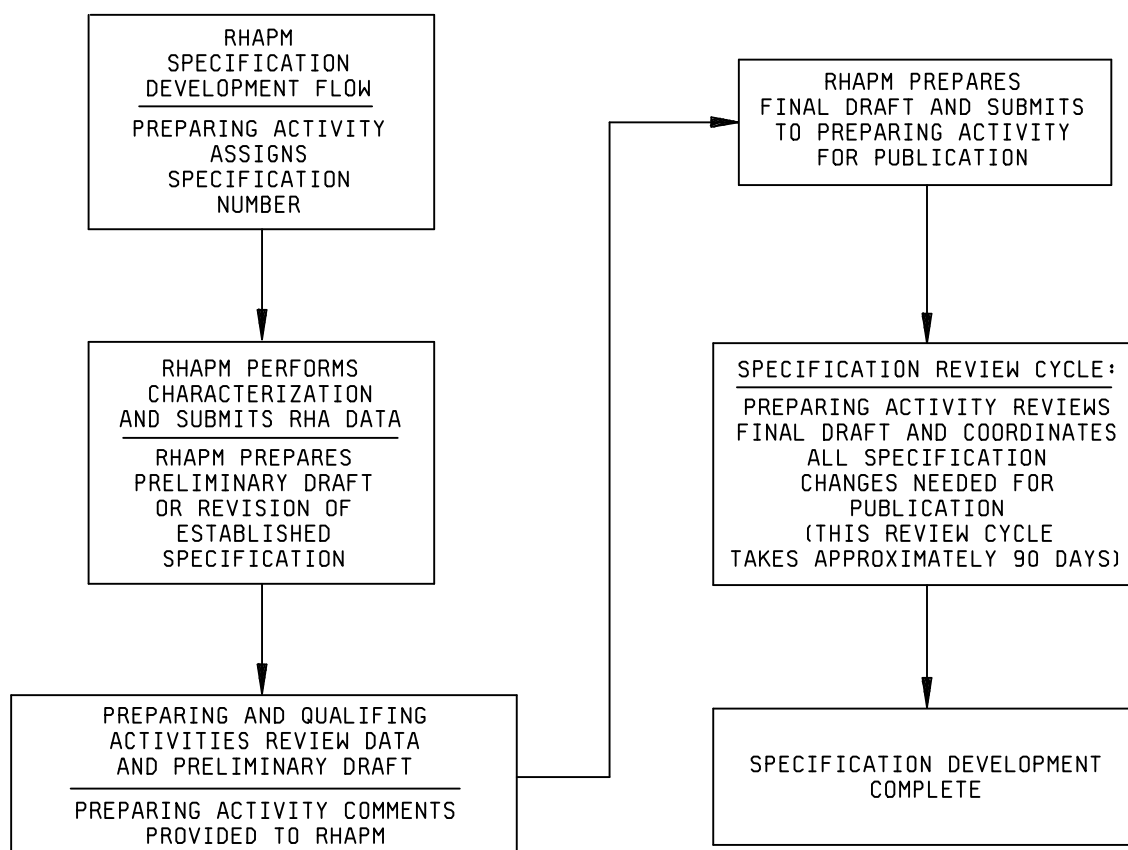 RHAPM
SPECIFICATION
DEVELOPMENT FLOW
PREPARING ACTIVITY
ASSIGNS
SPECIFICATION
NUMBER
RHAPM PERFORMS
CHARACTERIZATION
AND SUBMITS RHA DATA
RHAPM PREPARES
PRELIMINARY DRAFT
OR REVISION OF
ESTABLISHED
SPECIFICATION
PREPARING AND QUALIFING
ACTIVITIES REVIEW DATA
AND PRELIMINARY DRAFT
PREPARING ACTIVITY COMMENTS
PROVIDED TO RHAPM
RHAPM PREPARES
FINAL DRAFT AND SUBMITS
TO PREPARING ACTIVITY
FOR PUBLICATION
SPECIFICATION REVIEW CYCLE:
PREPARING ACTIVITY REVIEWS
FINAL DRAFT AND COORDINATES
ALL SPECIFICATION
CHANGES NEEDED FOR
PUBLICATION
(THIS REVIEW CYCLE
TAKES APPROXIMATELY 90 DAYS)
SPECIFICATION DEVELOPMENT
COMPLETE